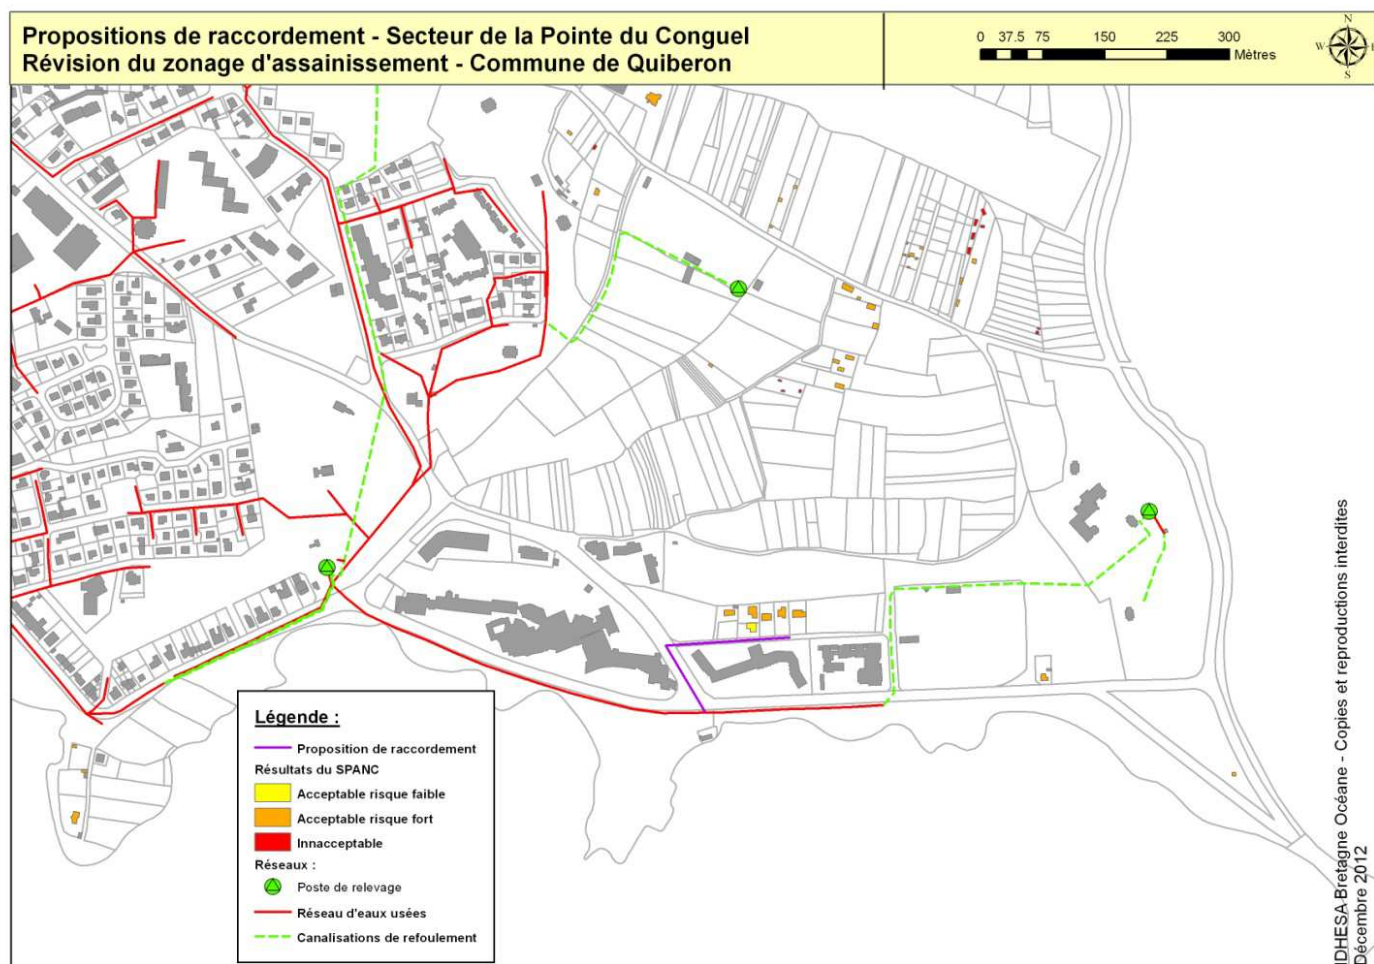 Propositions de raccordement - Secteur de la Pointe du Conguel
Révision du zonage d'assainissement - Commune de Quiberon
0 37.5 75 150 225 300
Mètres
N
W
E
S
Légende :
Proposition de raccordement
Résultats du SPANC
Acceptable risque faible
Acceptable risque fort
Innacceptable
Réseaux :
Poste de relevage
Réseau d'eaux usées
Canalisations de refoulement
IDHESA Bretagne Océane - Copies et reproductions interdites
Décembre 2012